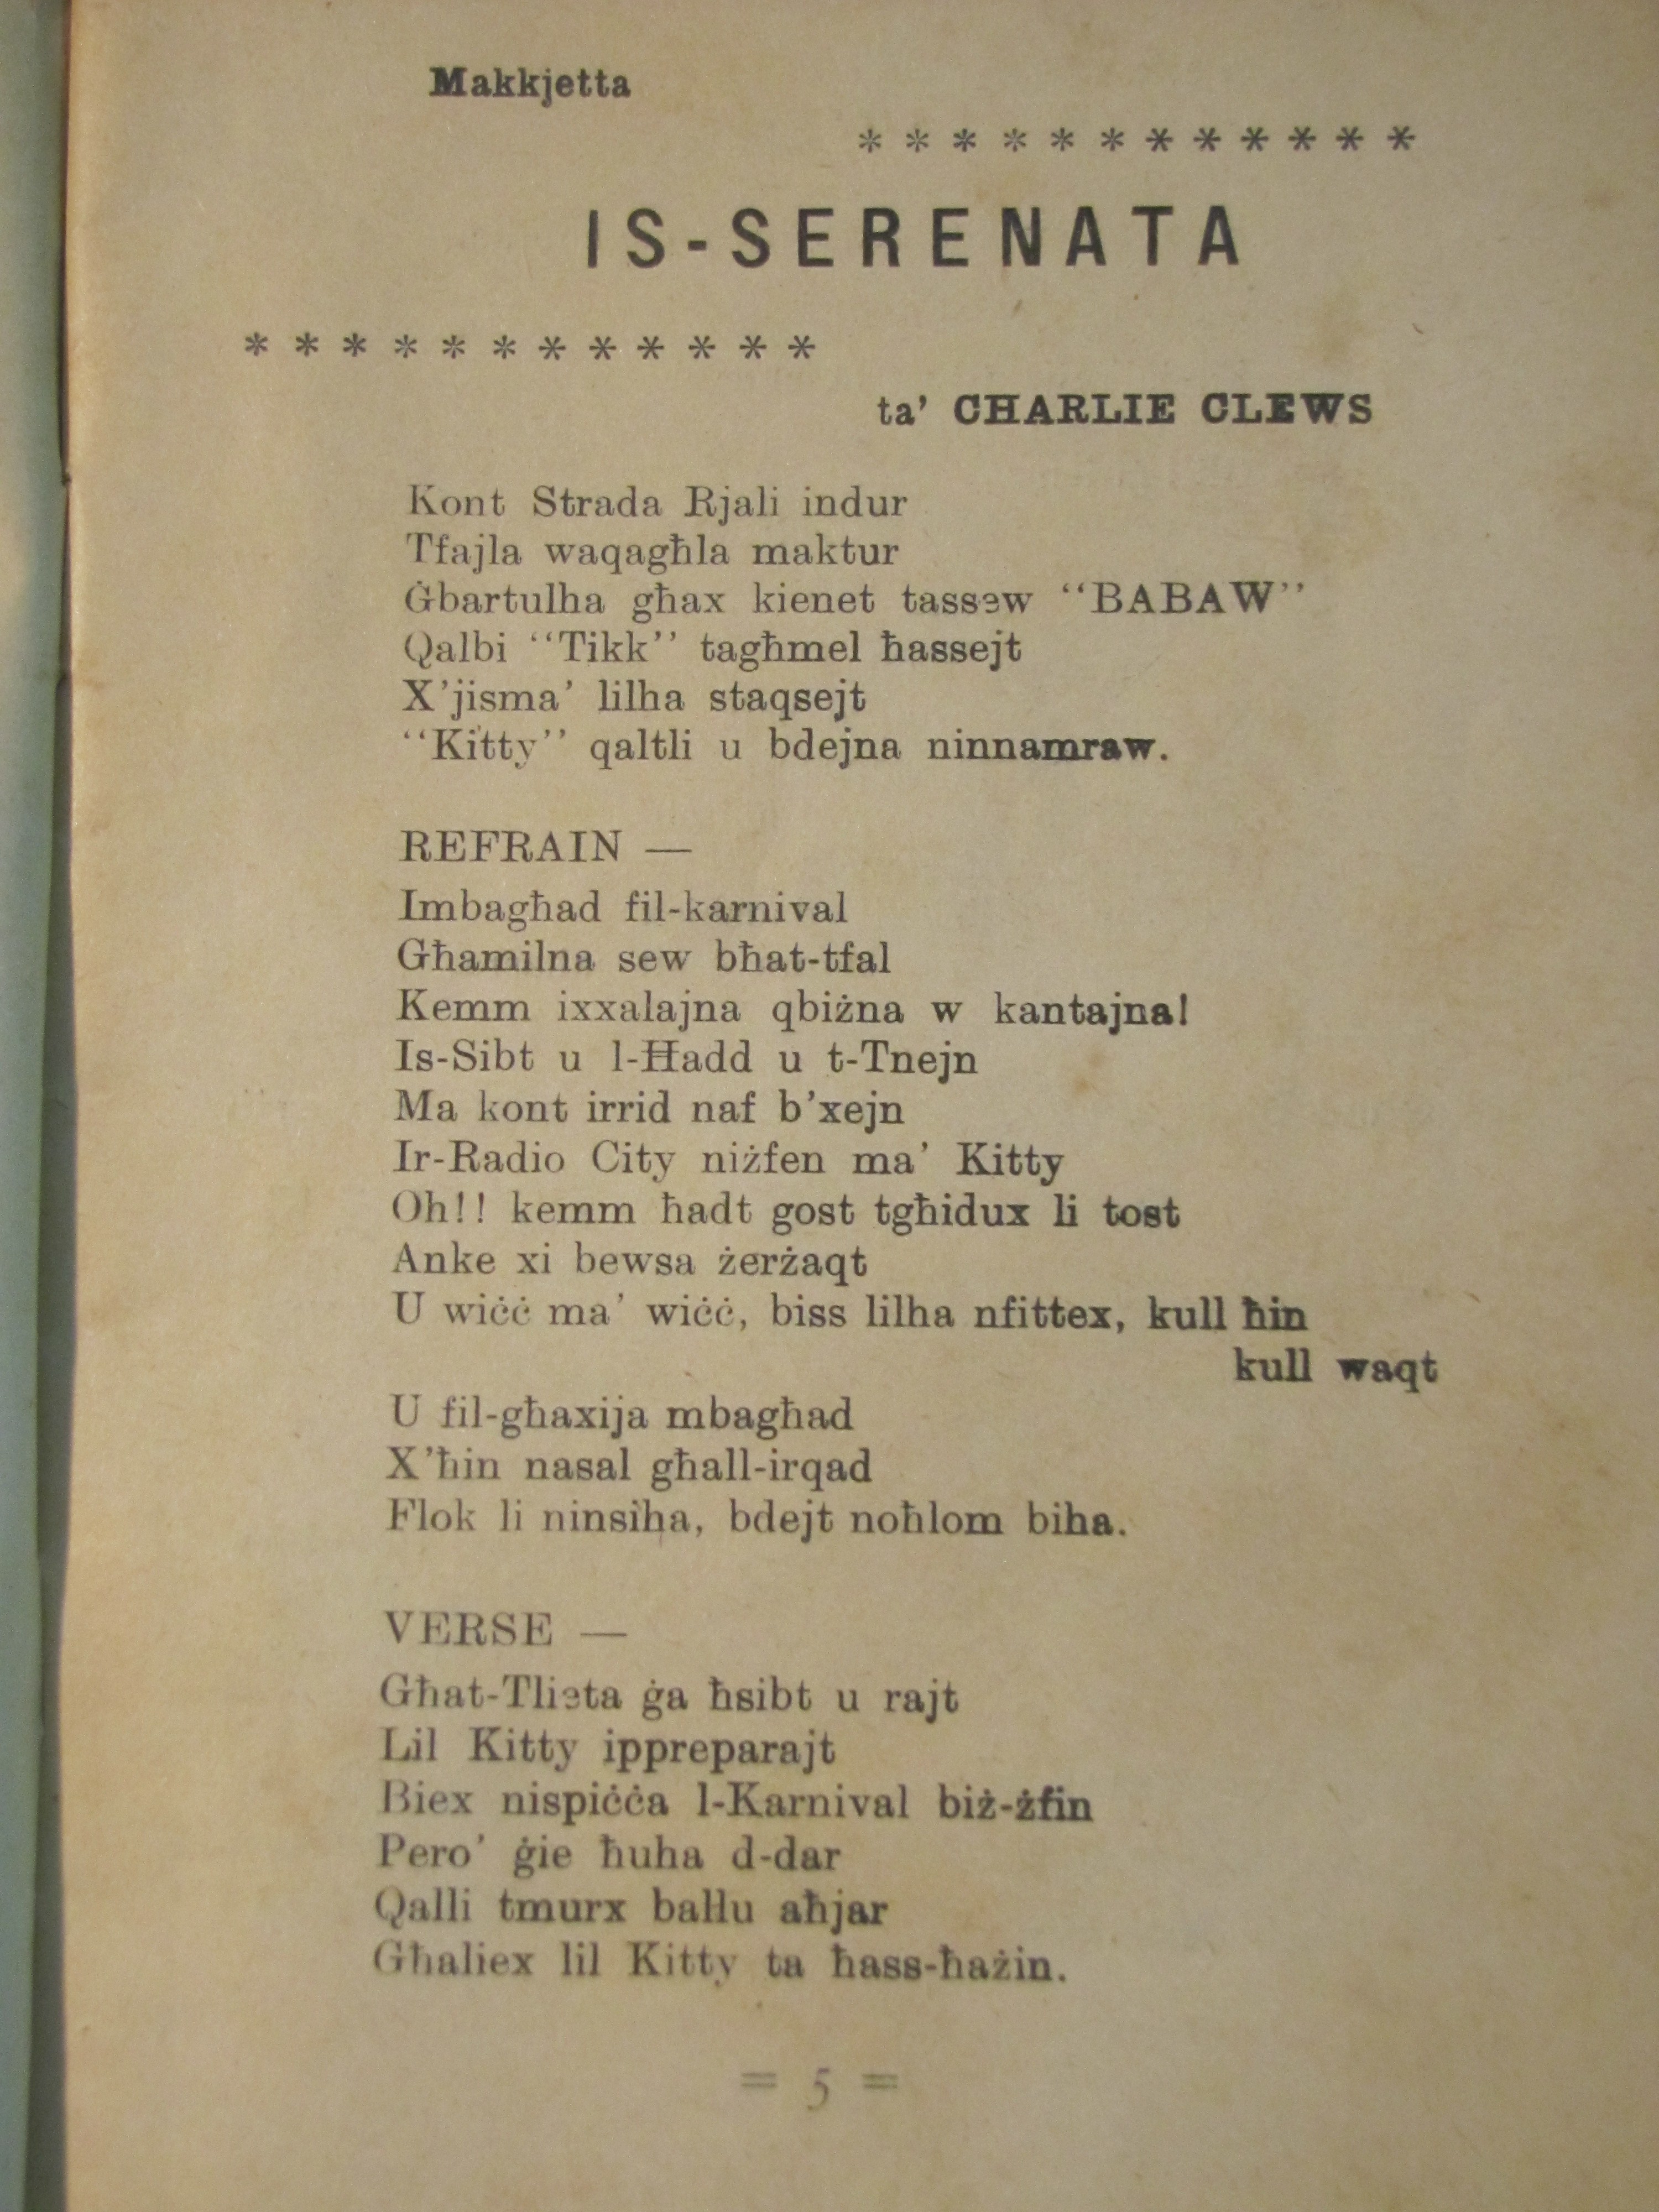 Makkjetta
* * * * * * * * * * * *
IS-SERENATA
* * * * * * * * * * * *
ta' CHARLIE CLEWS
Kont Strada Rjali indur
Tfajla waqagħla maktur
Ġbartulha għax kienet tassew "BABAW"
Qalbi "Tikk" tagħmel ħassejt
X'jisma' lilha staqsejt
"Kitty" qaltli u bdejna ninnamraw.
REFRAIN —
Imbagħad fil-karnival
Għamilna sew bħat-tfal
Kemm ixxalajna qbiżna w kantajna!
Is-Sibt u l-Ħadd u t-Tnejn
Ma kont irrid naf b'xejn
Ir-Radio City niżfen ma' Kitty
Oh!! kemm ħadt gost tgħidux li tost
Anke xi bewsa żerżaqt
U wiċċ ma' wiċċ, biss lilha nfittex, kull ħin
kull waqt
U fil-għaxija mbagħad
X'ħin nasal għall-irqad
Flok li ninsiha, bdejt noħlom biha.
VERSE —
Għat-Tlieta ġa ħsibt u rajt
Lil Kitty ippreparajt
Biex nispiċċa l-Karnival biż-żfin
Pero' ġie ħuha d-dar
Qalli tmurx ballu aħjar
Għaliex lil Kitty ta ħass-ħażin.
= 5 =